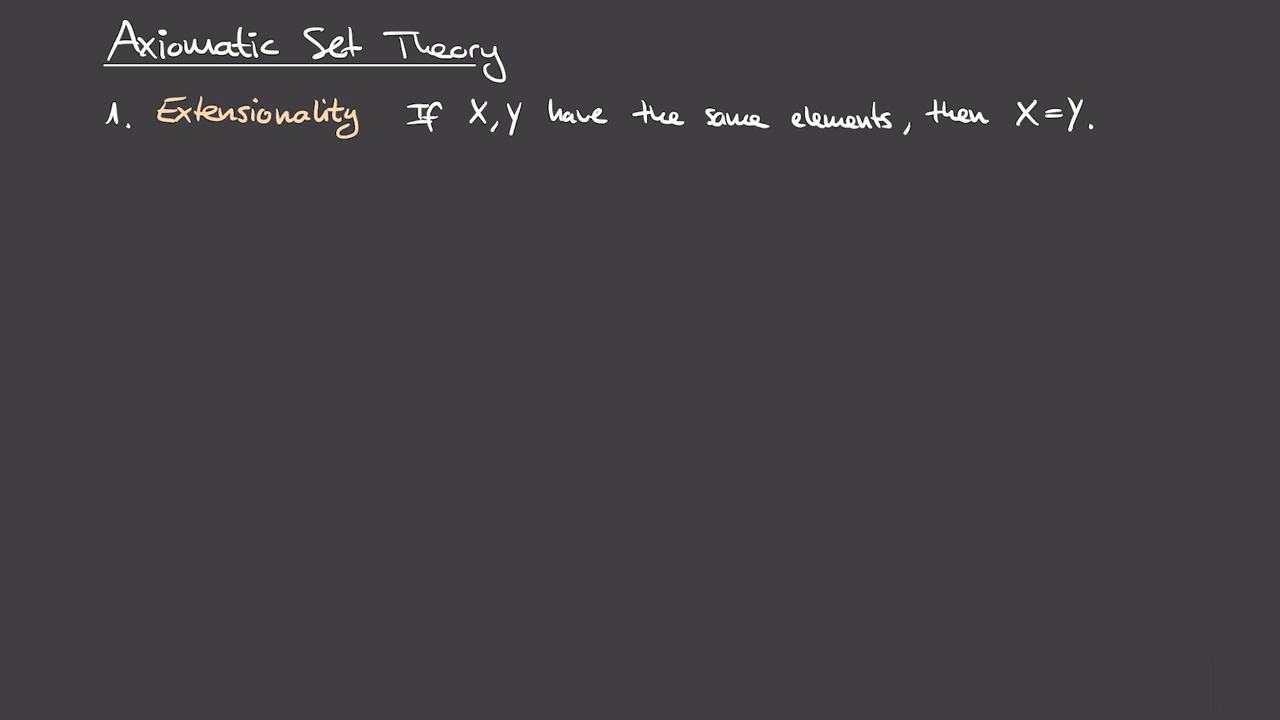 Axiomatic Set Theory
1. Extensionality If X, Y have the same elements, then X = Y.